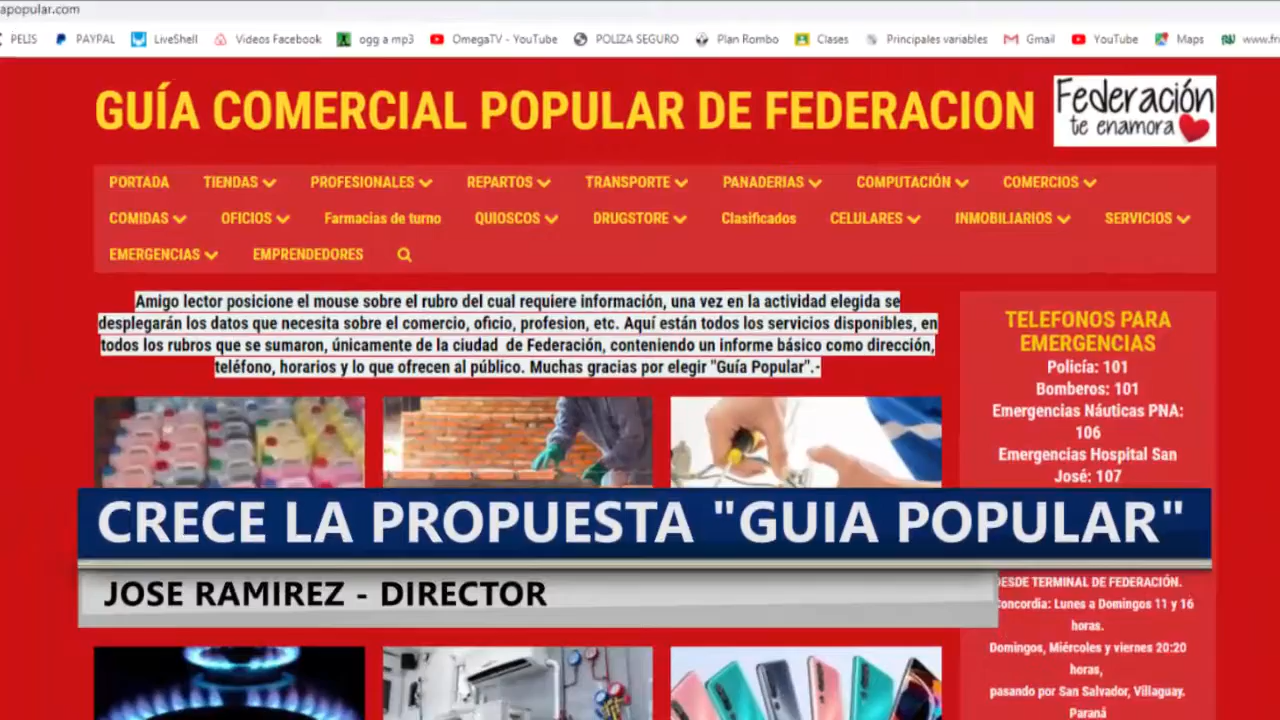 apopular.com
PELIS PAYPAL LiveShell Videos Facebook ogg a mp3 OmegaTV - YouTube POLIZA SEGURO Plan Rombo Clases Principales variables Gmail YouTube Maps
GUÍA COMERCIAL POPULAR DE FEDERACION
Federación
te enamora
PORTADA TIENDAS PROFESIONALES REPARTOS TRANSPORTE PANADERIAS COMPUTACIÓN COMERCIOS
COMIDAS OFICIOS Farmacias de turno QUIOSCOS DRUGSTORE Clasificados CELULARES INMOBILIARIOS SERVICIOS
EMERGENCIAS EMPRENDEDORES
Amigo lector posicione el mouse sobre el rubro del cual requiere información, una vez en la actividad elegida se
desplegarán los datos que necesita sobre el comercio, oficio, profesion, etc. Aquí están todos los servicios disponibles, en
todos los rubros que se sumaron, únicamente de la ciudad de Federación, conteniendo un informe básico como dirección,
teléfono, horarios y lo que ofrecen al público. Muchas gracias por elegir "Guía Popular".-
TELEFONOS PARA
EMERGENCIAS
Policía: 101
Bomberos: 101
Emergencias Náuticas PNA:
106
Emergencias Hospital San
José: 107
CRECE LA PROPUESTA "GUIA POPULAR"
JOSE RAMIREZ - DIRECTOR
DESDE TERMINAL DE FEDERACIÓN.
Concordia: Lunes a Domingos 11 y 16
horas.
Domingos, Miércoles y viernes 20:20
horas,
pasando por San Salvador, Villaguay.
Paraná